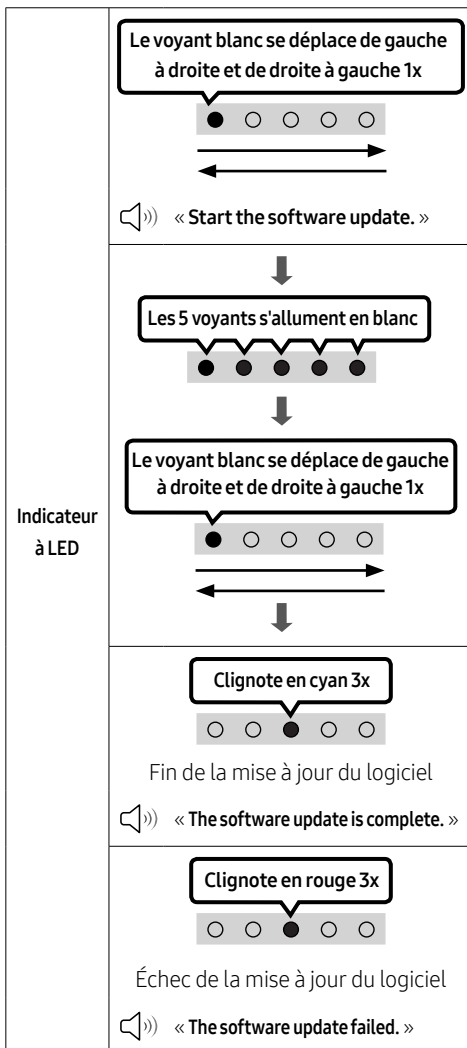 Le voyant blanc se déplace de gauche
à droite et de droite à gauche 1x
« Start the software update. »
Les 5 voyants s'allument en blanc
Le voyant blanc se déplace de gauche
à droite et de droite à gauche 1x
Indicateur
à LED
Clignote en cyan 3x
Fin de la mise à jour du logiciel
« The software update is complete. »
Clignote en rouge 3x
Échec de la mise à jour du logiciel
« The software update failed. »